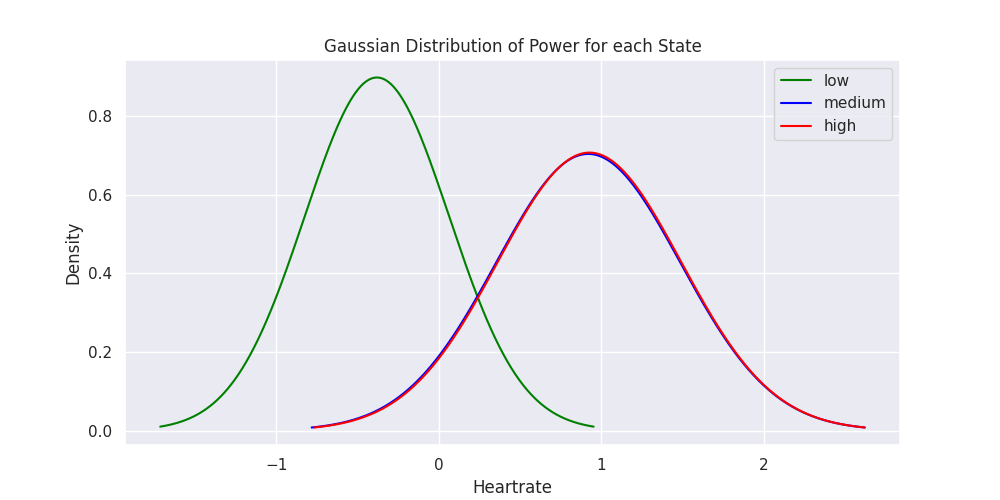 Gaussian Distribution of Power for each State
low
medium
high
Density
0.8
0.6
0.4
0.2
0.0
−1
0
1
2
Heartrate